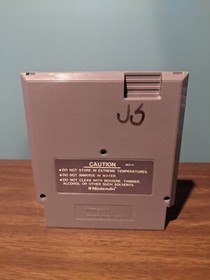 JS
CAUTION
●DO NOT STORE IN EXTREME TEMPERATURES.
●DO NOT IMMERSE IN WATER.
●DO NOT CLEAN WITH BENZENE, THINNER,
ALCOHOL OR OTHER SUCH SOLVENTS.
Nintendo